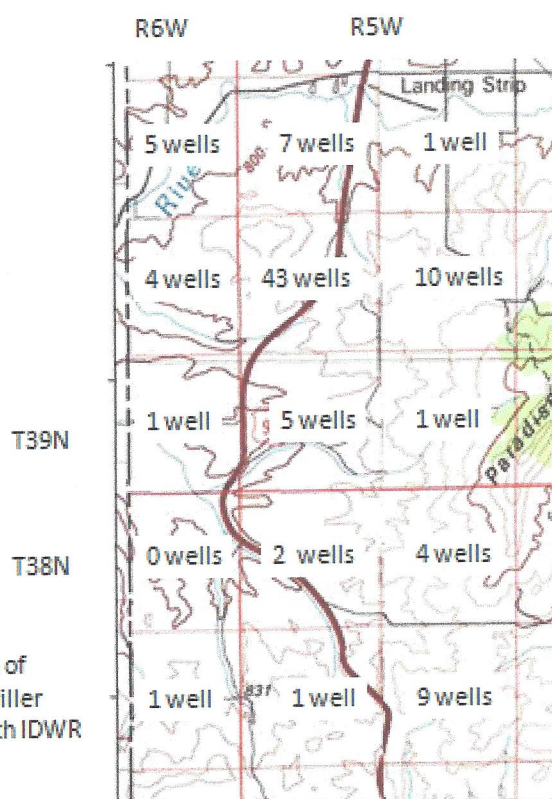 R6W R5W
Landing Strip
5 wells 7 wells 1 well
800
4 wells 43 wells 10 wells
1 well 5 wells 1 well
T39N
T38N
0 wells 2 wells 4 wells
of
831
1 well 1 well 9 wells
IDWR